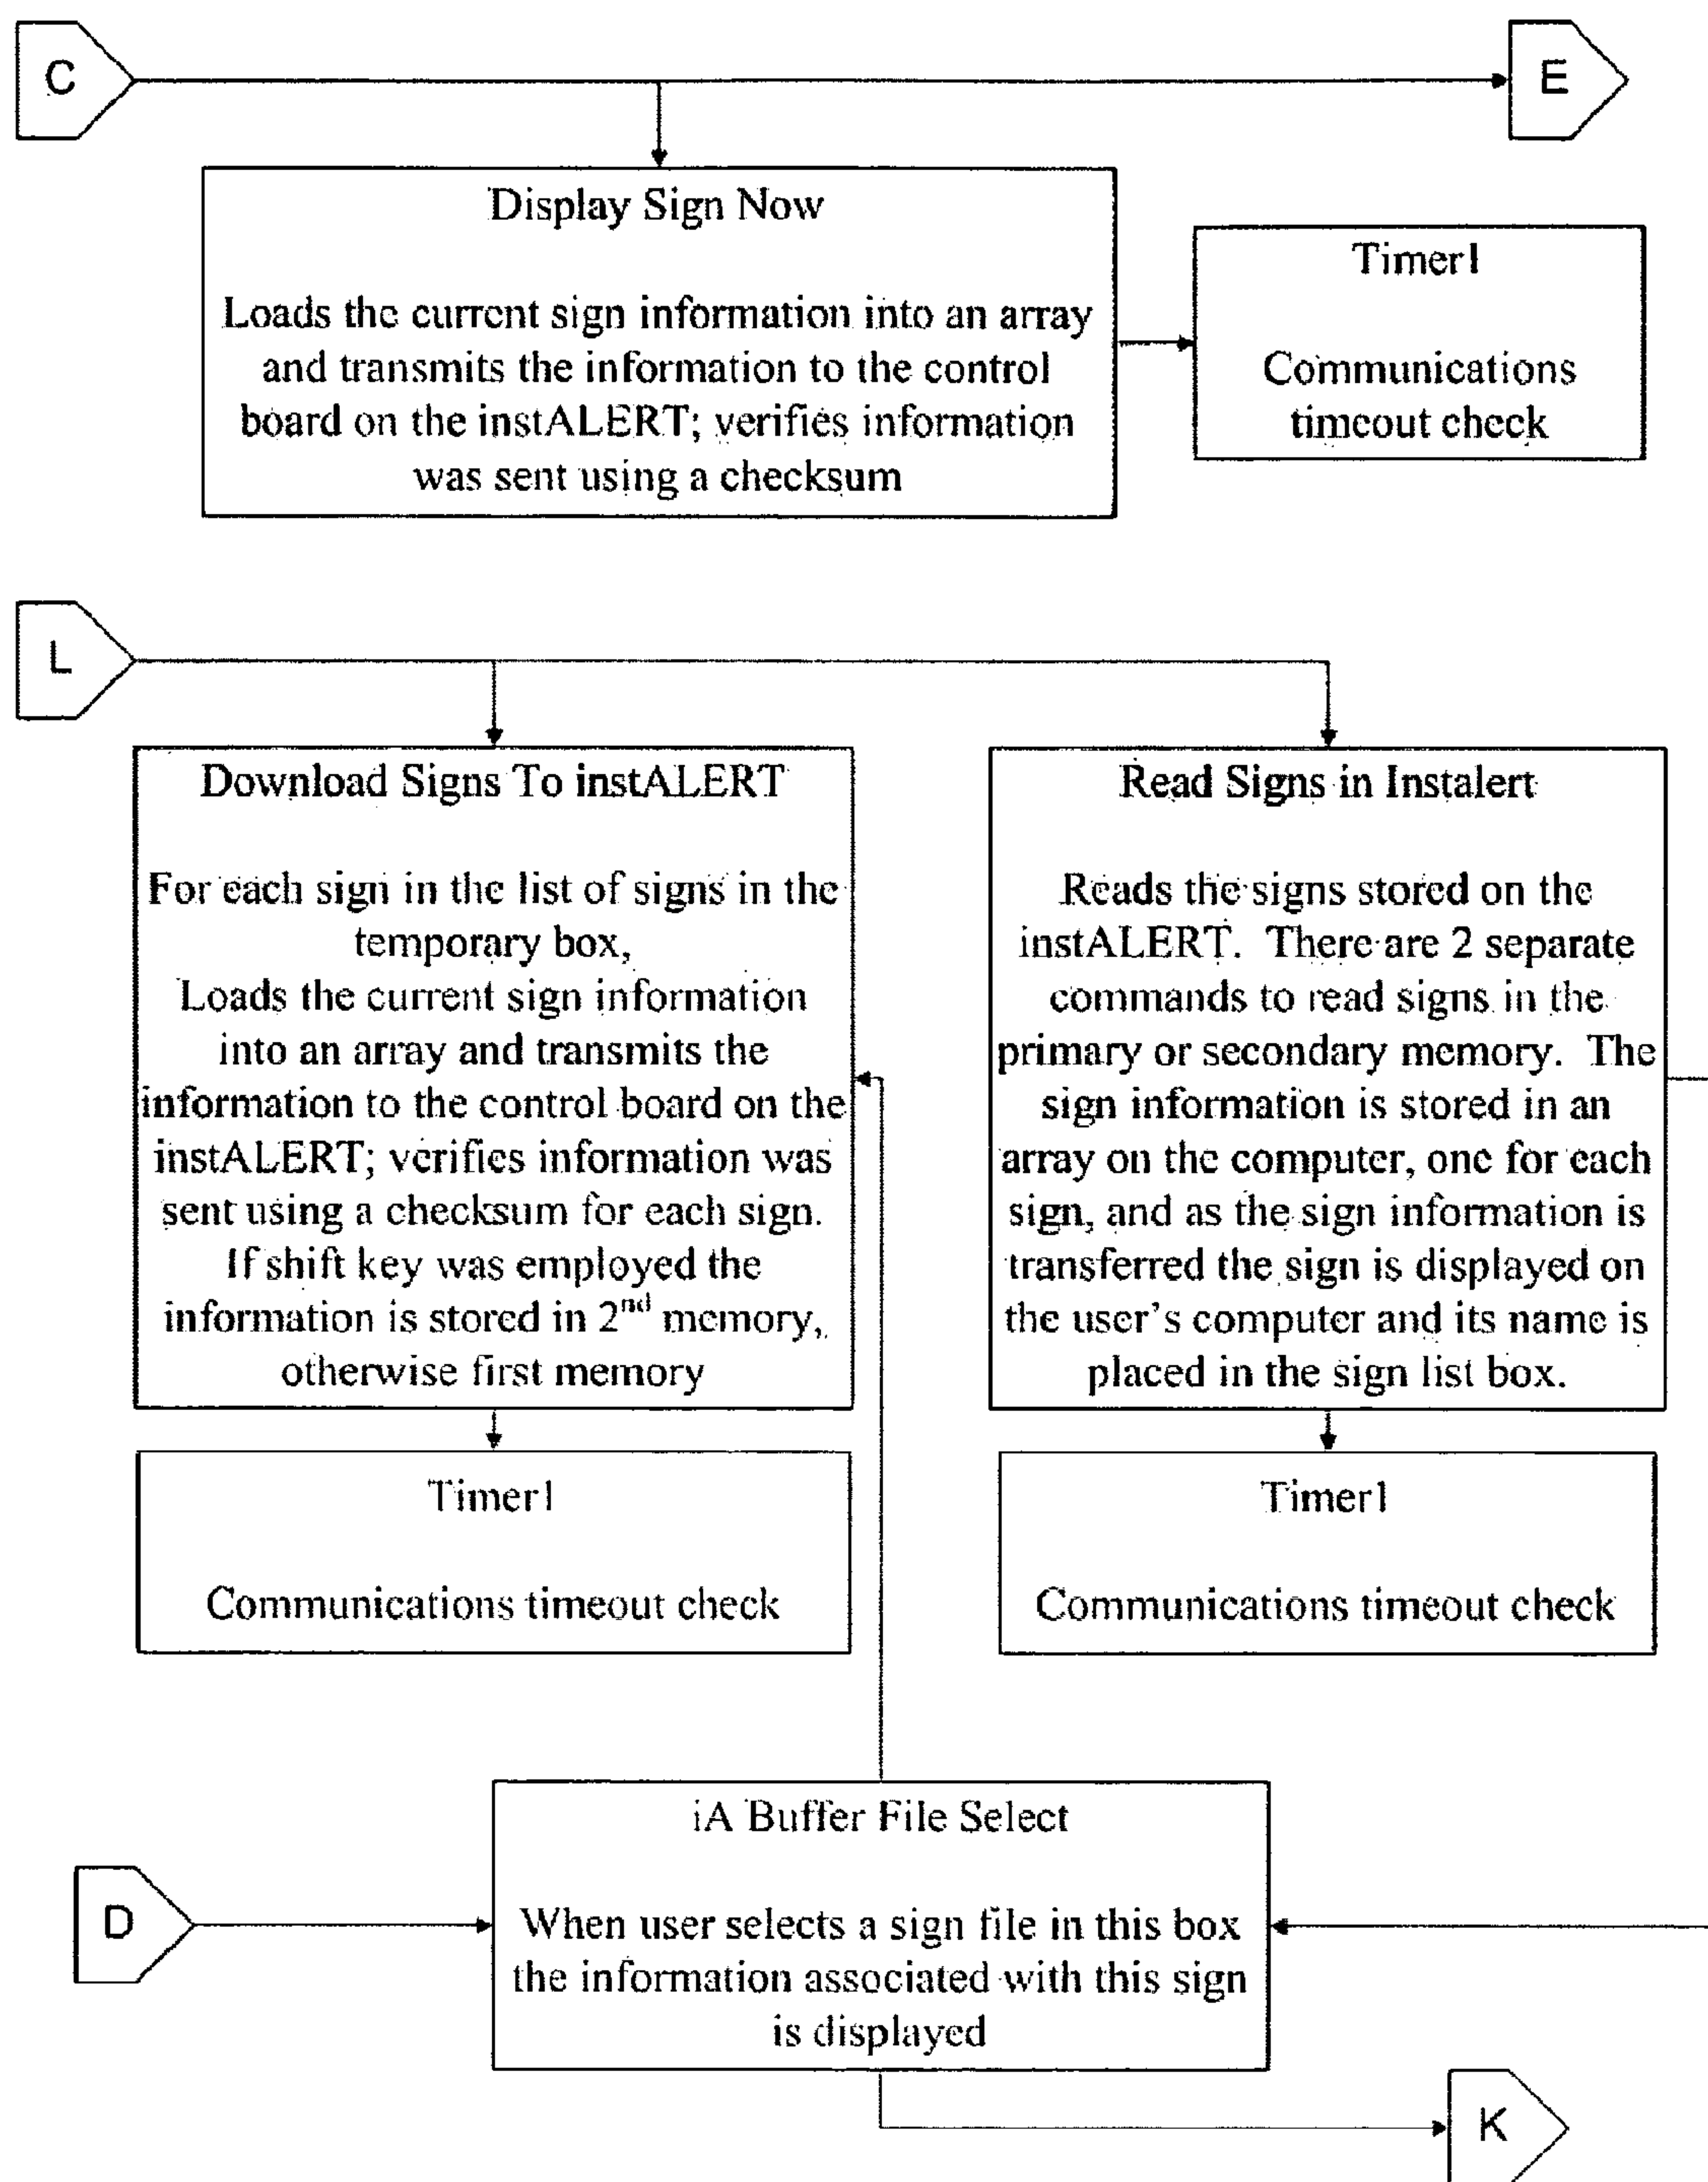 C
E
Display Sign Now
Loads the current sign information into an array
and transmits the information to the control
board on the instALERT; verifies information
was sent using a checksum
Timer1
Communications
timeout check
L
Download Signs To instALERT
For each sign in the list of signs in the
temporary box,
Loads the current sign information
into an array and transmits the
information to the control board on the
instALERT; verifies information was
sent using a checksum for each sign.
If shift key was employed the
information is stored in 2nd memory,
otherwise first memory
Read Signs in Instalert
Reads the signs stored on the
instALERT. There are 2 separate
commands to read signs in the
primary or secondary memory. The
sign information is stored in an
array on the computer, one for each
sign, and as the sign information is
transferred the sign is displayed on
the user's computer and its name is
placed in the sign list box.
Timer1
Communications timeout check
Timer1
Communications timeout check
iA Buffer File Select
When user selects a sign file in this box
the information associated with this sign
is displayed
D
K